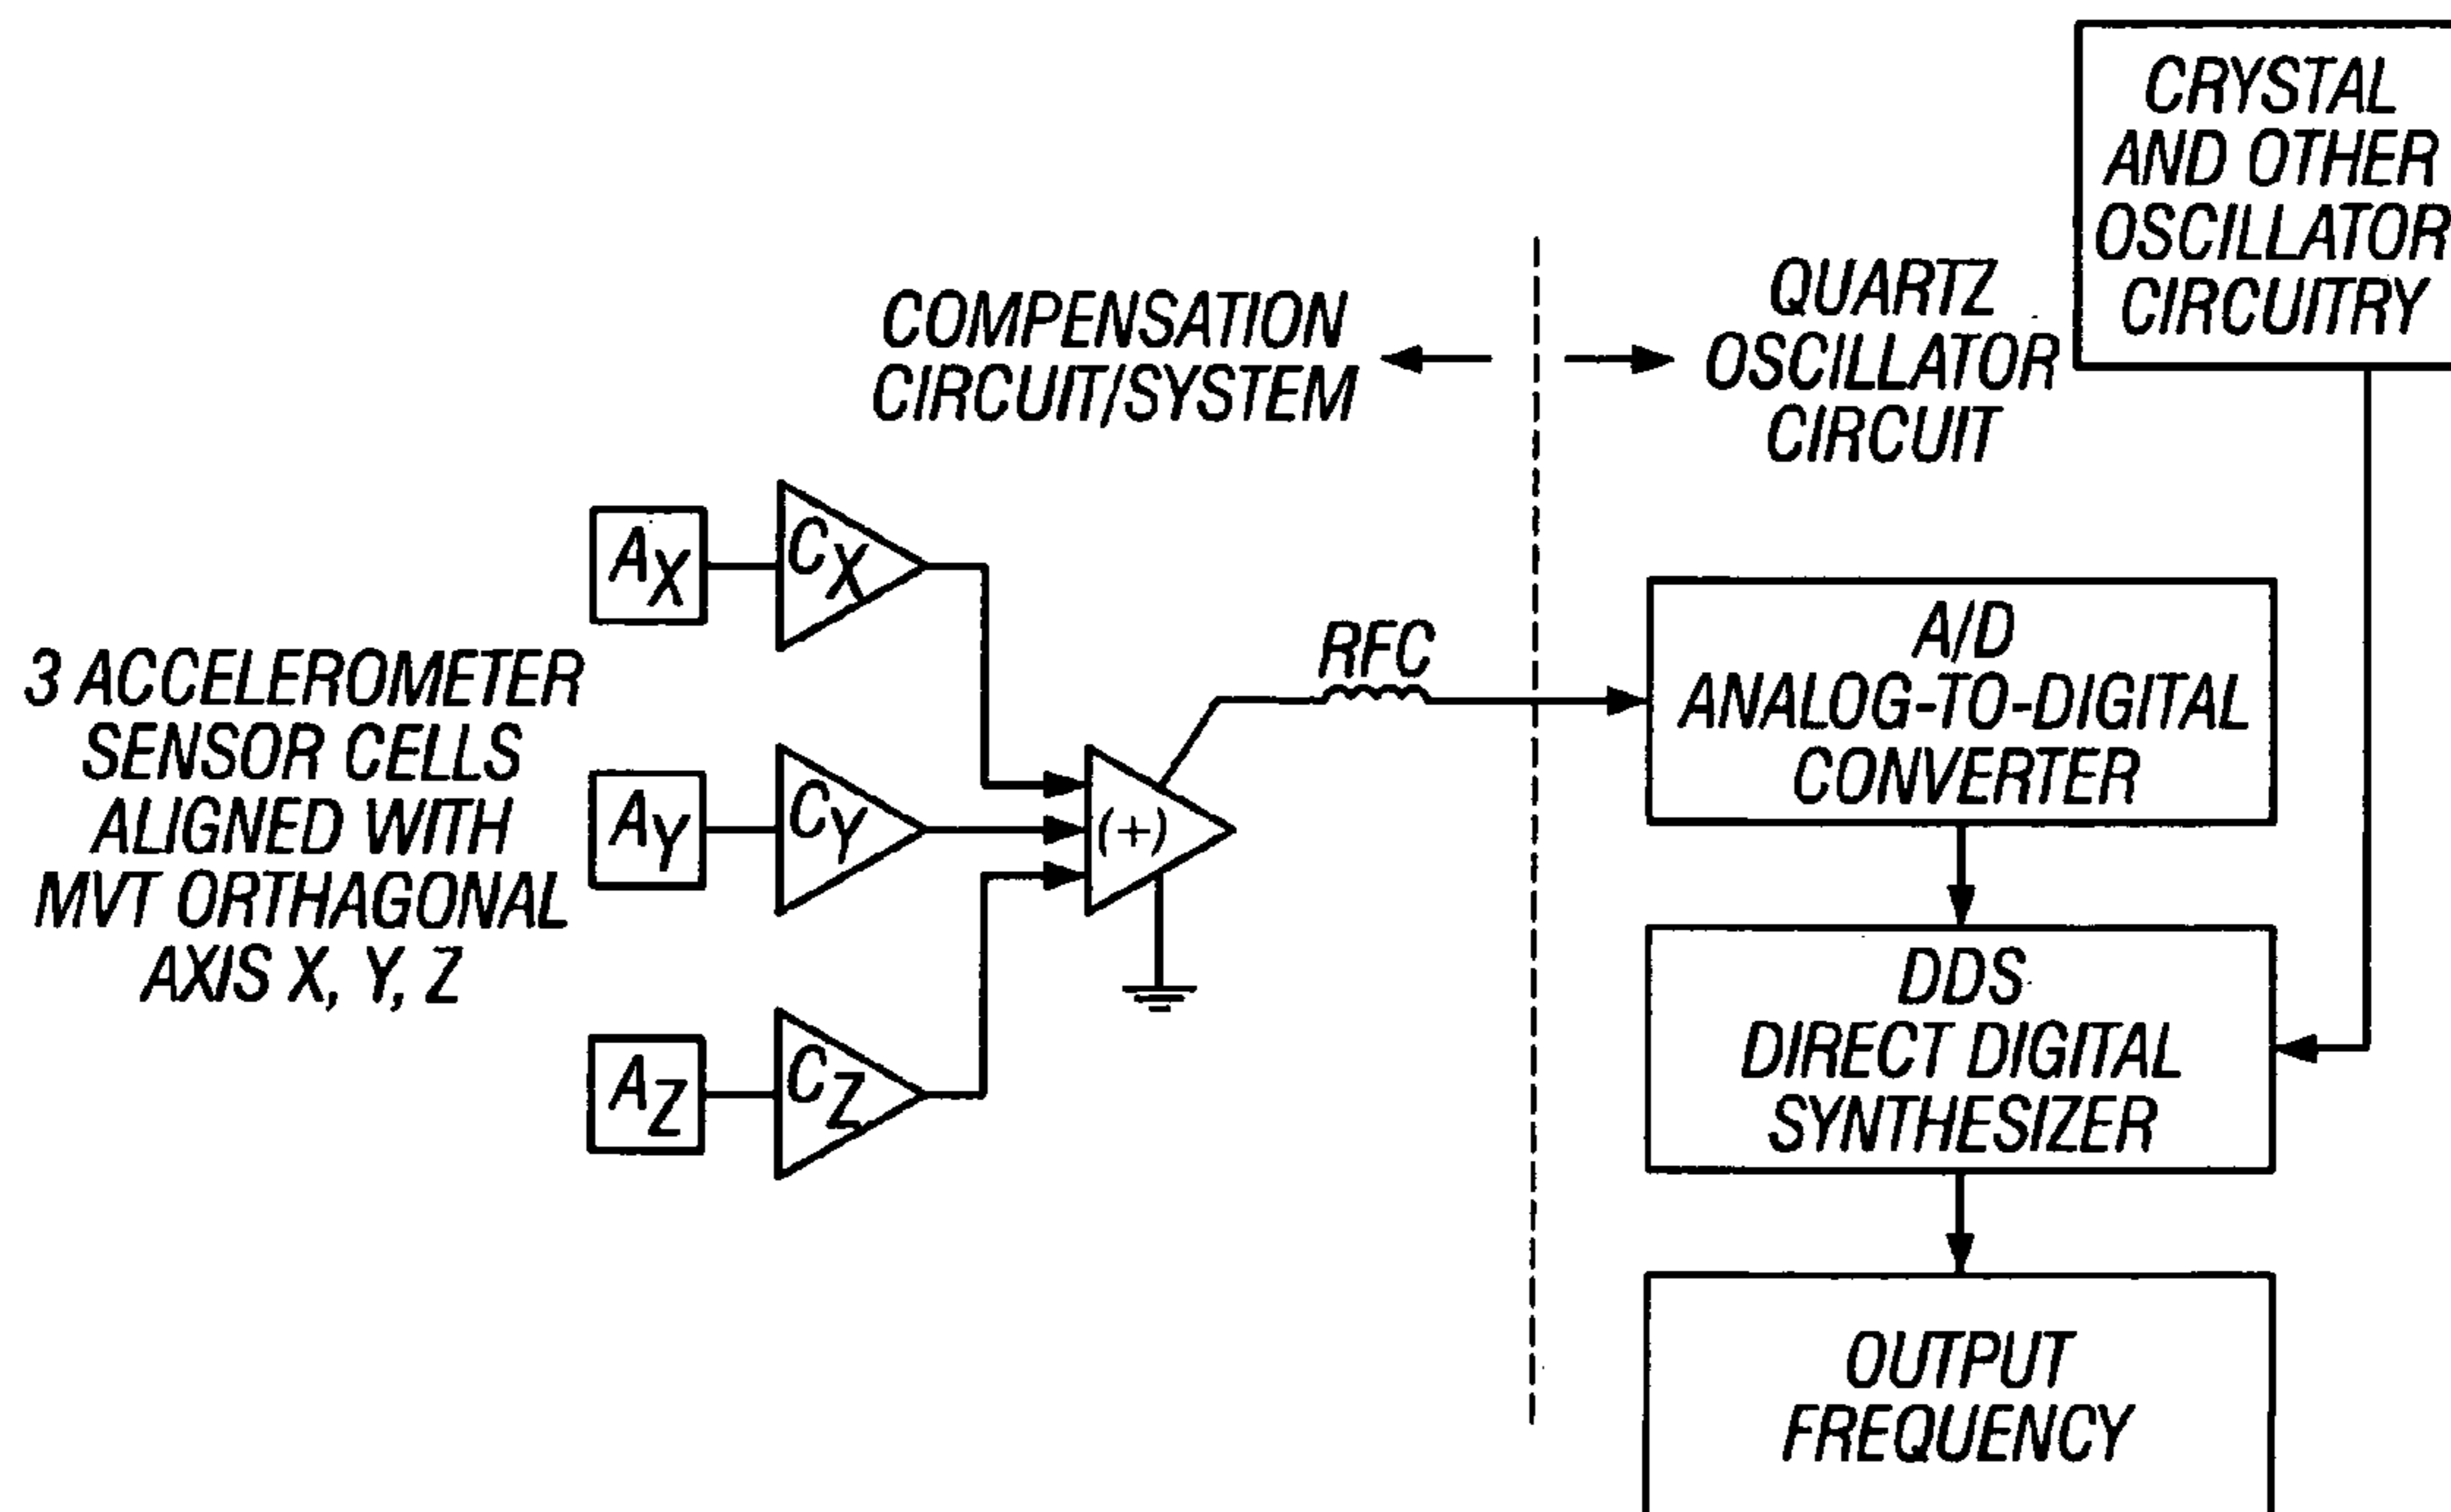 CRYSTAL
AND OTHER
OSCILLATOR
CIRCUITRY
COMPENSATION
CIRCUIT/SYSTEM
QUARTZ
OSCILLATOR
CIRCUIT
AX
CX
3 ACCELEROMETER
SENSOR CELLS
ALIGNED WITH
MVT ORTHAGONAL
AXIS X, Y, Z
AY
CY
(+)
AZ
CZ
RFC
A/D
ANALOG-TO-DIGITAL
CONVERTER
DDS
DIRECT DIGITAL
SYNTHESIZER
OUTPUT
FREQUENCY